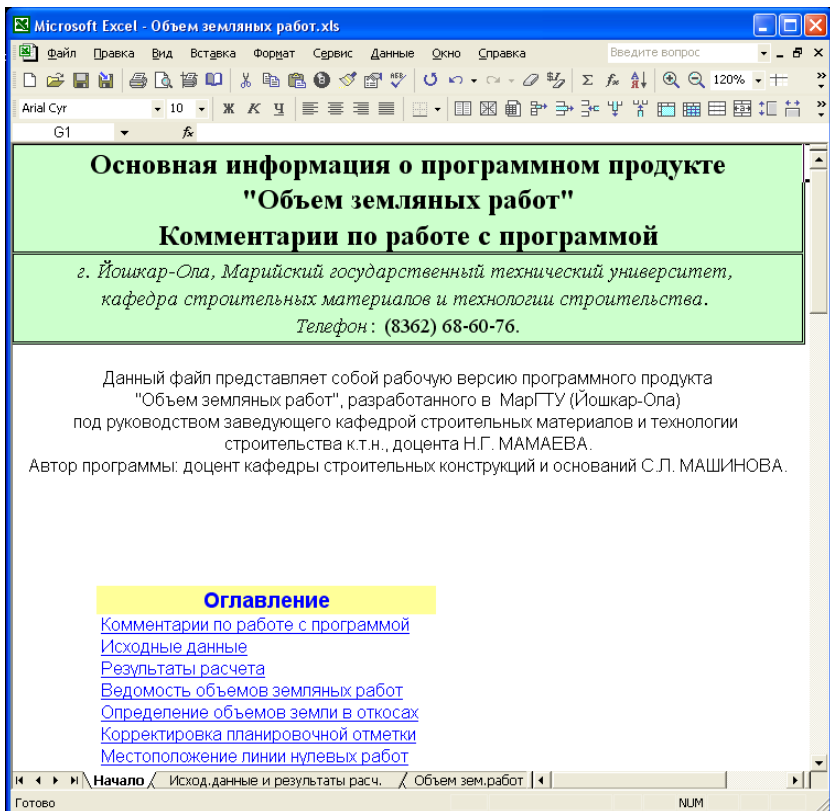 Microsoft Excel - Объем земляных работ.xls
Файл Правка Вид Вставка Формат Сервис Данные Окно Справка Введите вопрос
120%
Arial Cyr 10 Ж К Ч
G1 fx
Основная информация о программном продукте
"Объем земляных работ"
Комментарии по работе с программой
г. Йошкар-Ола, Марийский государственный технический университет,
кафедра строительных материалов и технологии строительства.
Телефон : (8362) 68-60-76.
Данный файл представляет собой рабочую версию программного продукта
"Объем земляных работ", разработанного в МарГТУ (Йошкар-Ола)
под руководством заведующего кафедрой строительных материалов и технологии
строительства к.т.н., доцента Н.Г. МАМАЕВА.
Автор программы: доцент кафедры строительных конструкций и оснований С.Л. МАШИНОВА.
Оглавление
Комментарии по работе с программой
Исходные данные
Результаты расчета
Ведомость объемов земляных работ
Определение объемов земли в откосах
Корректировка планировочной отметки
Местоположение линии нулевых работ
Начало Исход.данные и результаты расч. Объем зем.работ
Готово NUM